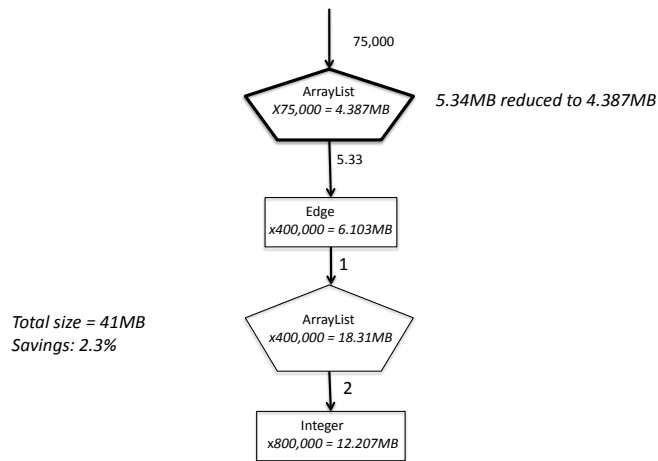 75,000
ArrayList
X75,000 = 4.387MB
5.34MB reduced to 4.387MB
5.33
Edge
x400,000 = 6.103MB
1
ArrayList
x400,000 = 18.31MB
Total size = 41MB
Savings: 2.3%
2
Integer
x800,000 = 12.207MB